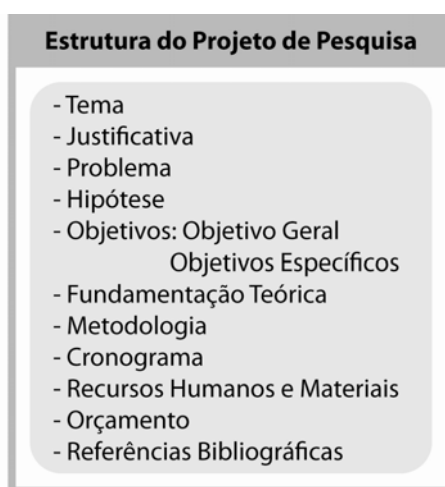 Estrutura do Projeto de Pesquisa
- Tema
- Justificativa
- Problema
- Hipótese
- Objetivos: Objetivo Geral
Objetivos Específicos
- Fundamentação Teórica
- Metodologia
- Cronograma
- Recursos Humanos e Materiais
- Orçamento
- Referências Bibliográficas